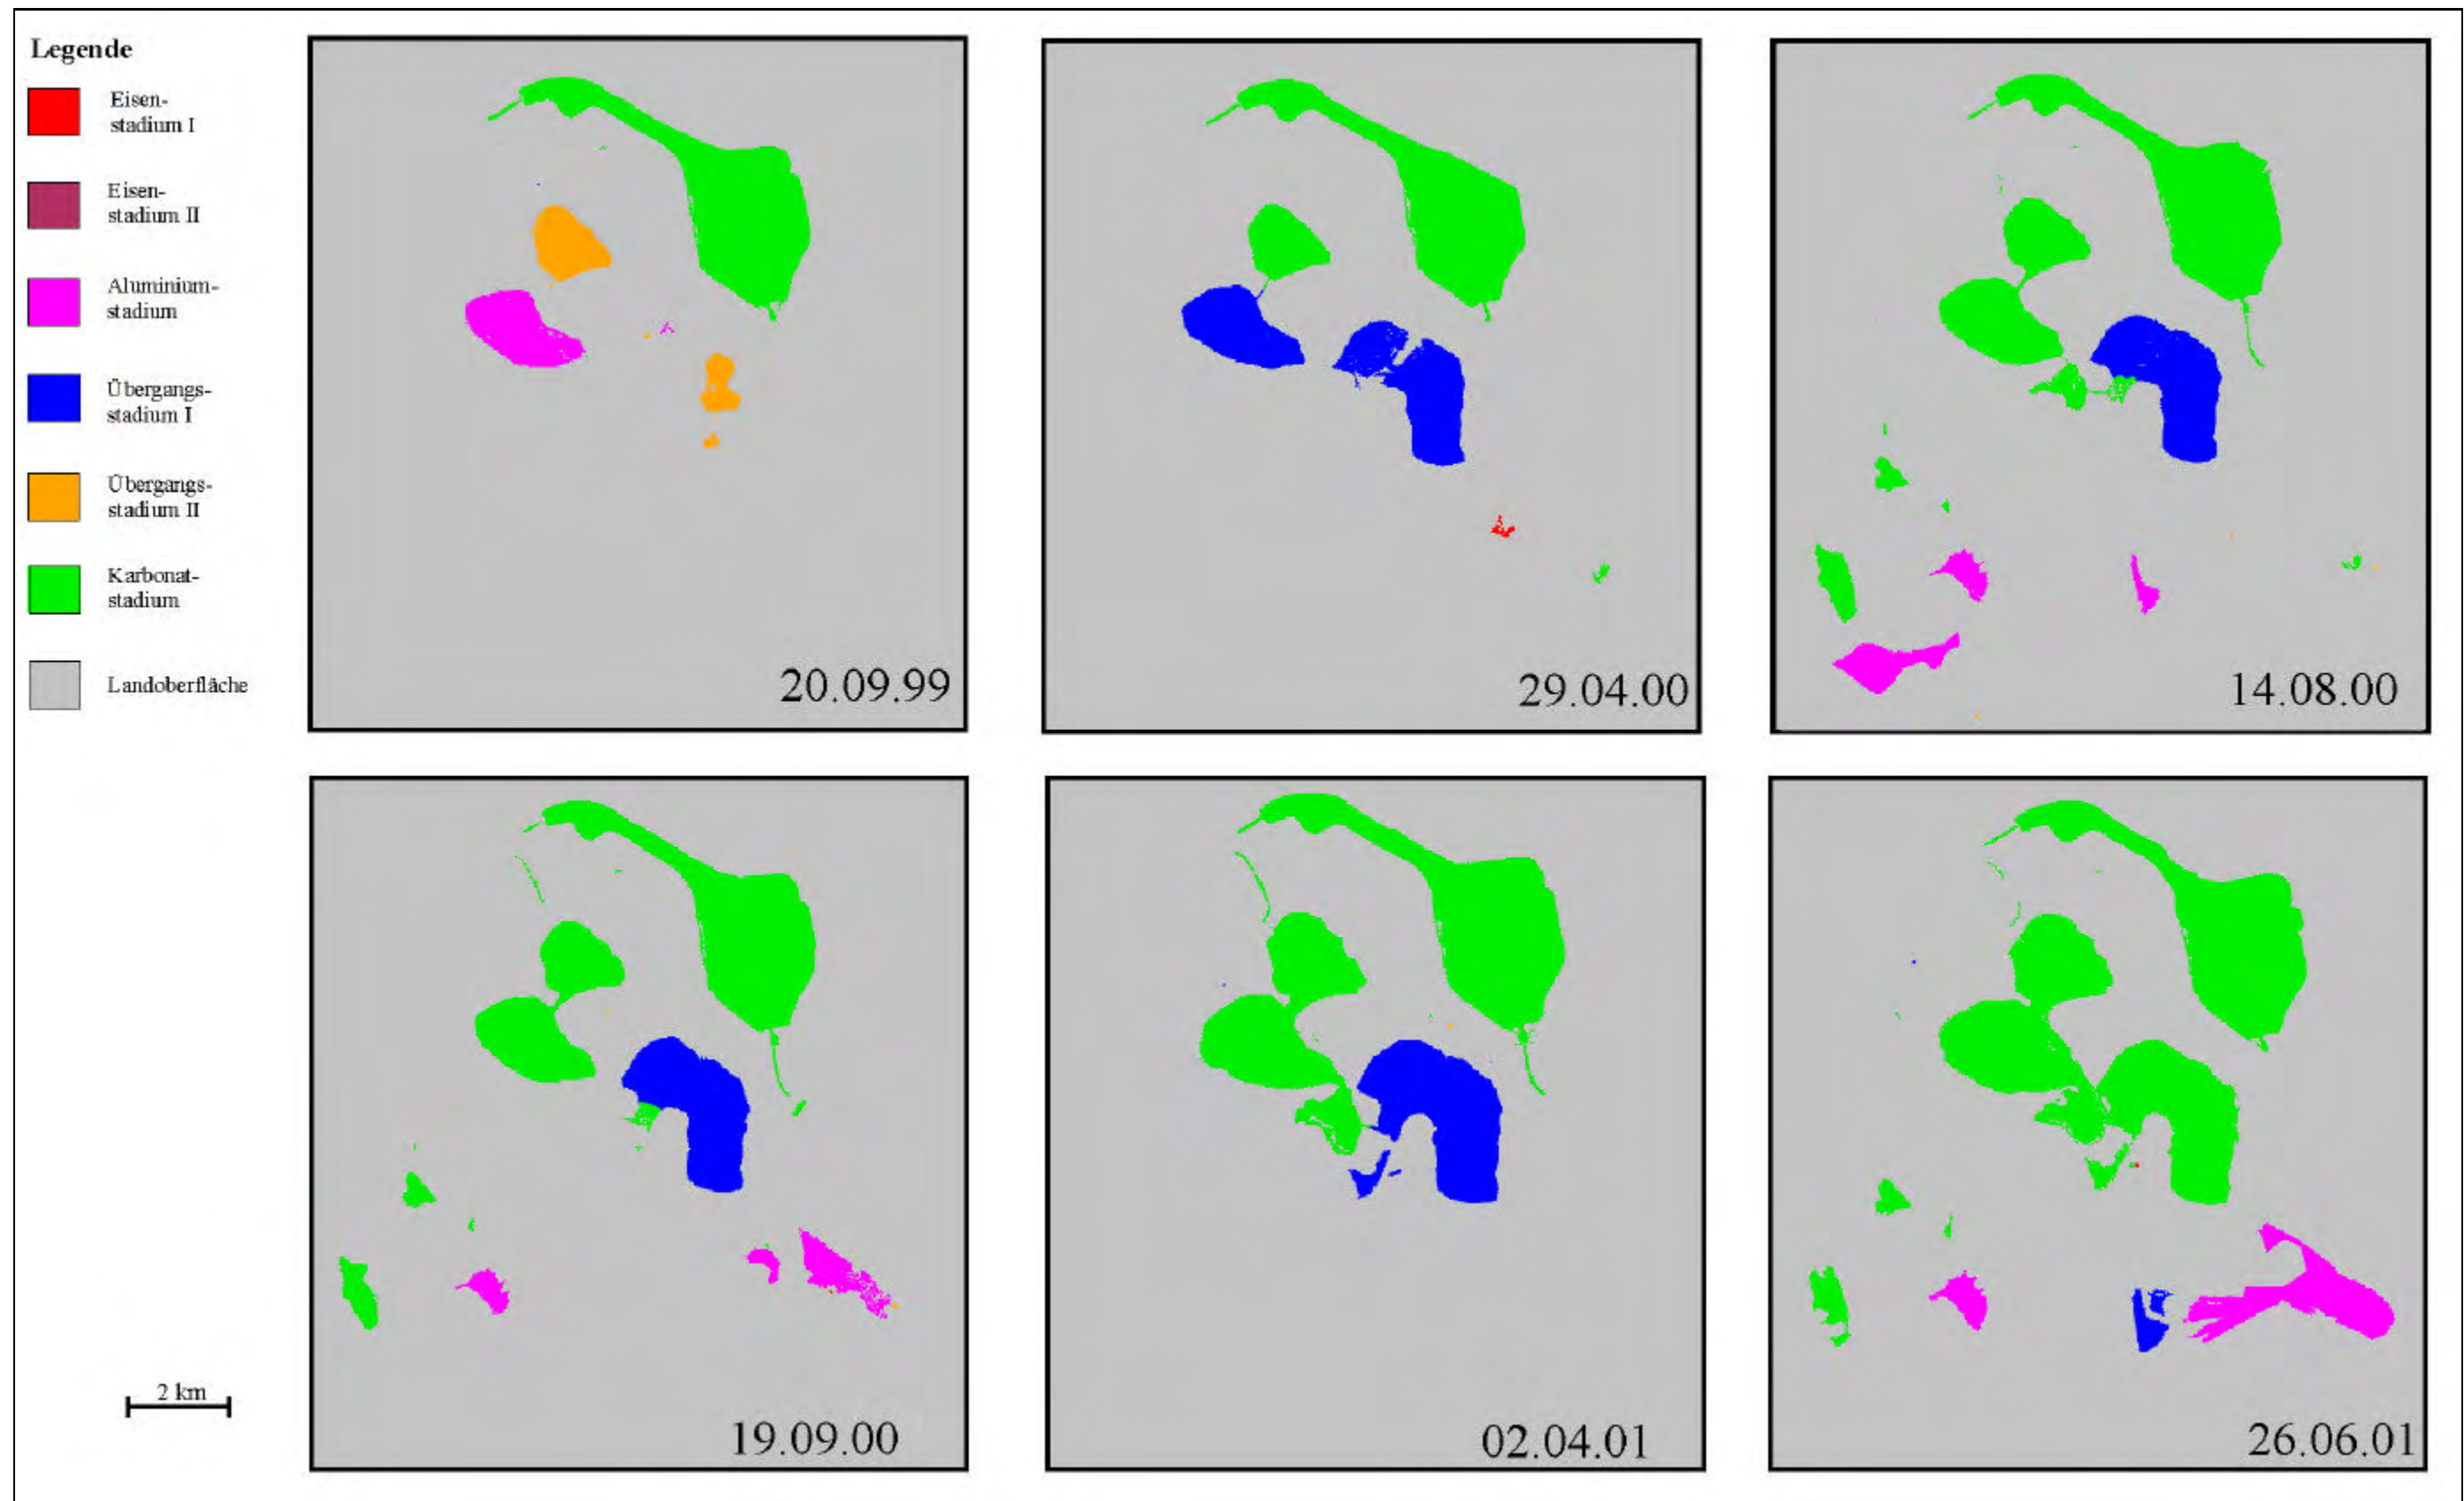 Legende
Eisen-
stadium I
Eisen-
stadium II
Aluminium-
stadium
Übergangs-
stadium I
Übergangs-
stadium II
Karbonat-
stadium
Landoberfläche
20.09.99
29.04.00
14.08.00
2 km
19.09.00
02.04.01
26.06.01